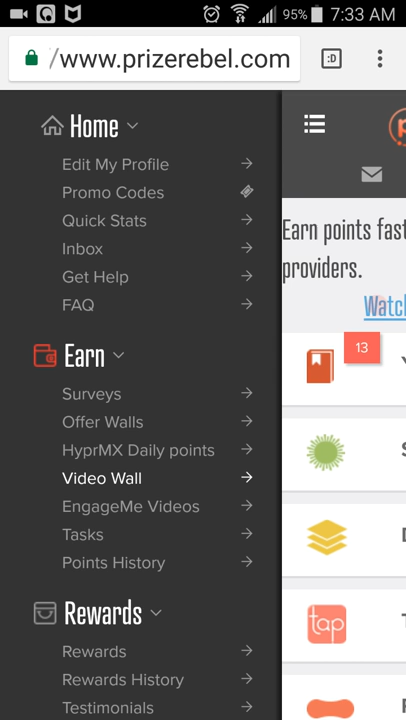 95% 7:33 AM
/www.prizerebel.com :D
Home
Edit My Profile
Promo Codes
Quick Stats
Inbox
Get Help
FAQ
Earn
Surveys
Offer Walls
HyprMX Daily points
Video Wall
EngageMe Videos
Tasks
Points History
Rewards
Rewards
Rewards History
Testimonials
Earn points fast
providers.
Watc
13
tap